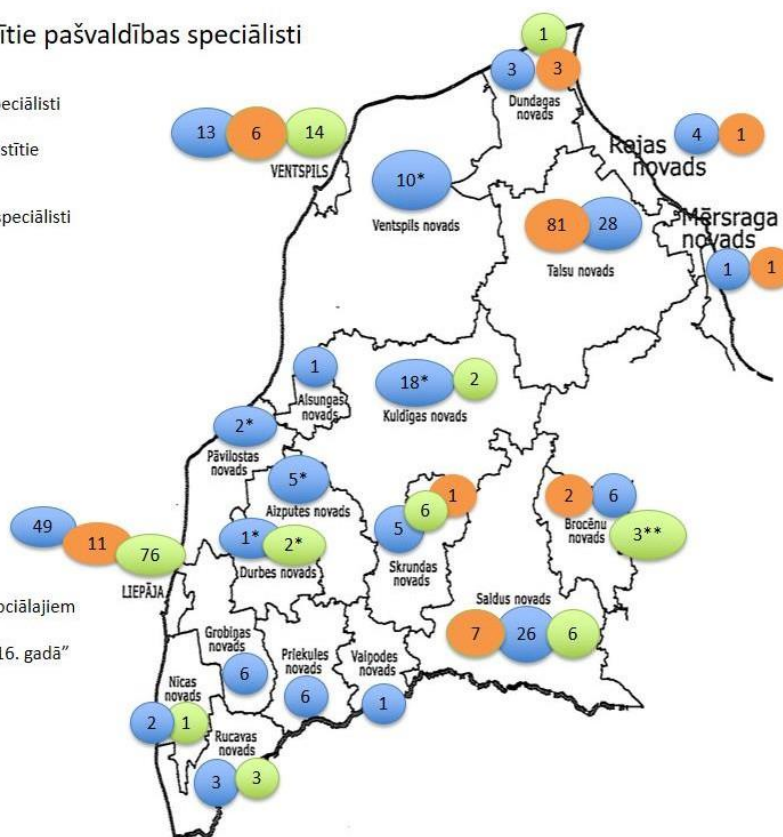 ītie pašvaldības speciālisti
peciālisti
stītie
speciālisti
1
3
3
Dundagas
novads
13
6
14
VENTSPILS
4
1
Rojas
novads
10*
Ventspils novads
81
28
Talsu novads
Mērsraga
novads
1
1
1
Alsungas
novads
18*
2
Kuldīgas novads
2*
Pāvilostas
novads
5*
Aizputes novads
1*
2*
Durbes novads
1
6
5
Skrundas
novads
2
6
Brocēnu
novads
3**
49
11
76
LIEPĀJA
Saldus novads
7
26
6
ociālajiem
16. gadā”
Grobiņas
novads
6
Priekules
novads
6
Vaiņodes
novads
1
Nīcas
novads
2
1
Rucavas
novads
3
3